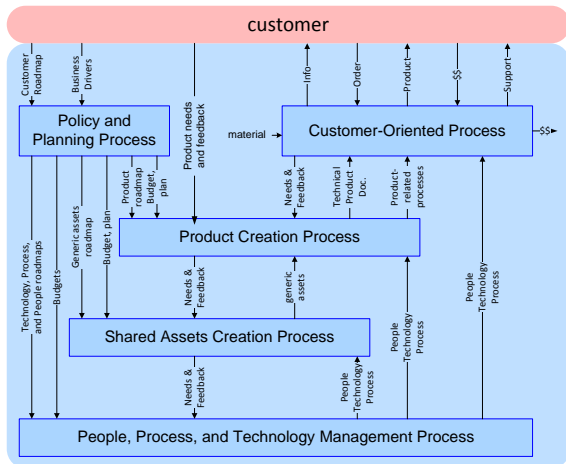 customer
Customer
Roadmap
Business
Drivers
Product needs
and feedback
Info
Order
Product
$$
Support
Policy and
Planning Process
material
Customer-Oriented Process
$$
Product
roadmap
Budget,
plan
Needs &
Feedback
Technical
Product
Doc.
Product-
related
processes
Technology, Process,
and People roadmaps
Budgets
Generic assets
roadmap
Budget, plan
Product Creation Process
Needs &
Feedback
generic
assets
People
Technology
Process
People
Technology
Process
Shared Assets Creation Process
Needs &
Feedback
People
Technology
Process
People, Process, and Technology Management Process